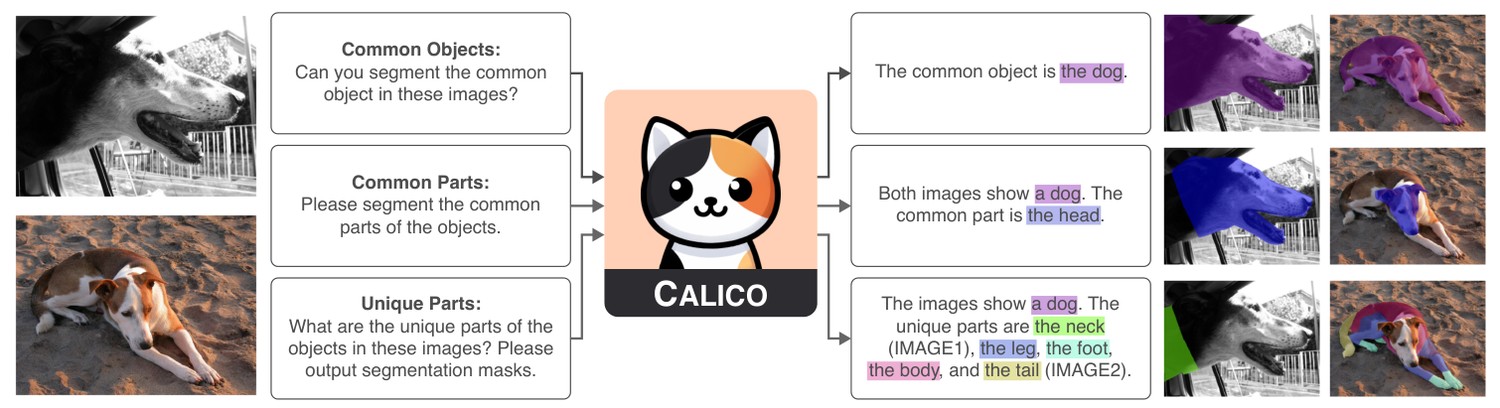 Common Objects:
Can you segment the common
object in these images?
Common Parts:
Please segment the common
parts of the objects.
Unique Parts:
What are the unique parts of the
objects in these images? Please
output segmentation masks.
CALICO
The common object is the dog.
Both images show a dog. The
common part is the head.
The images show a dog. The
unique parts are the neck
(IMAGE1), the leg, the foot,
the body, and the tail (IMAGE2).